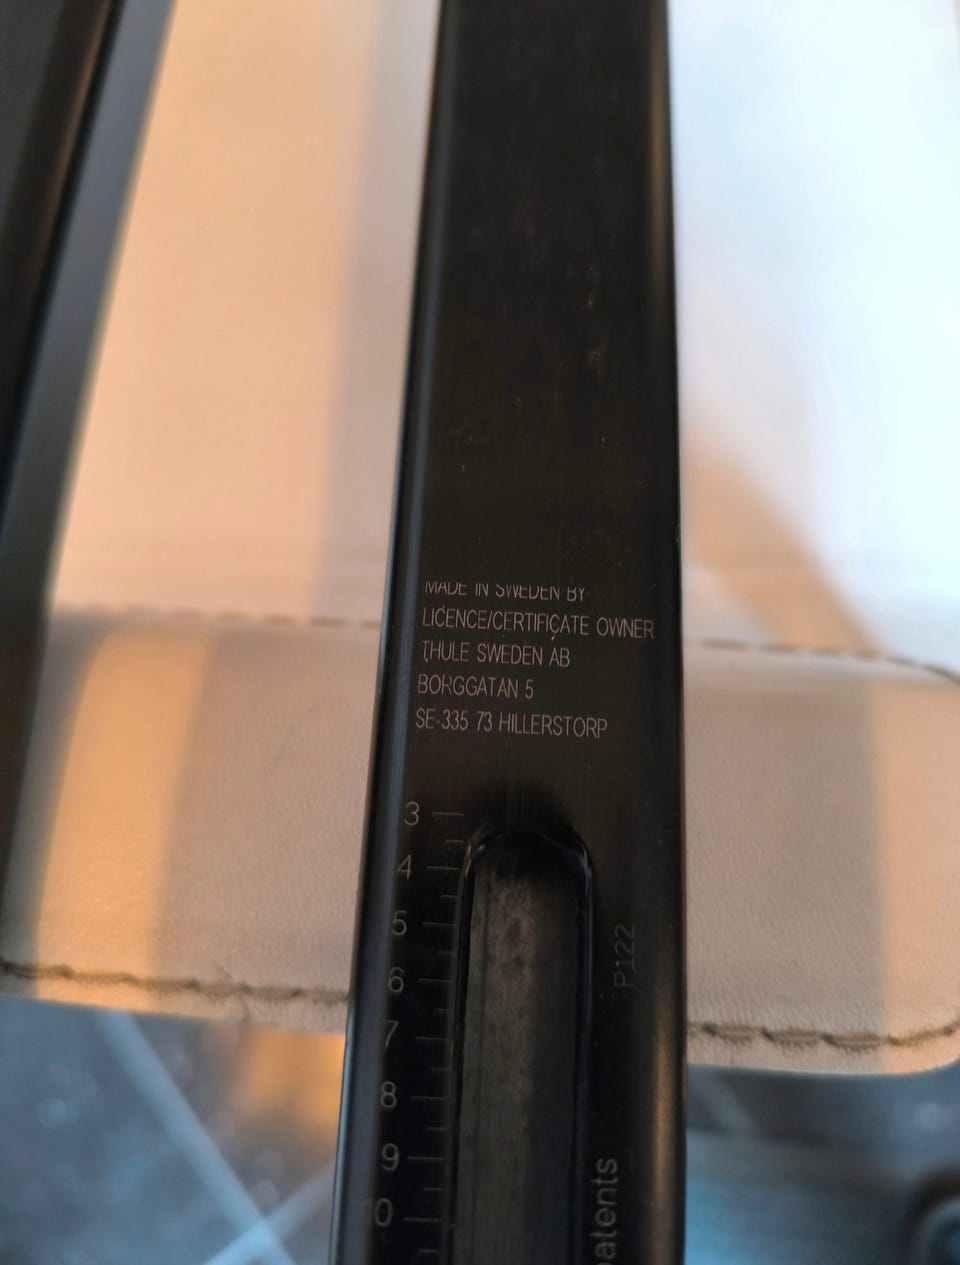 MADE IN SWEDEN BY
LICENCE/CERTIFICATE OWNER
THULE SWEDEN AB
BORGGATAN 5
SE-335 73 HILLERSTORP
3
4
5
6
7
8
9
10
P122
patents